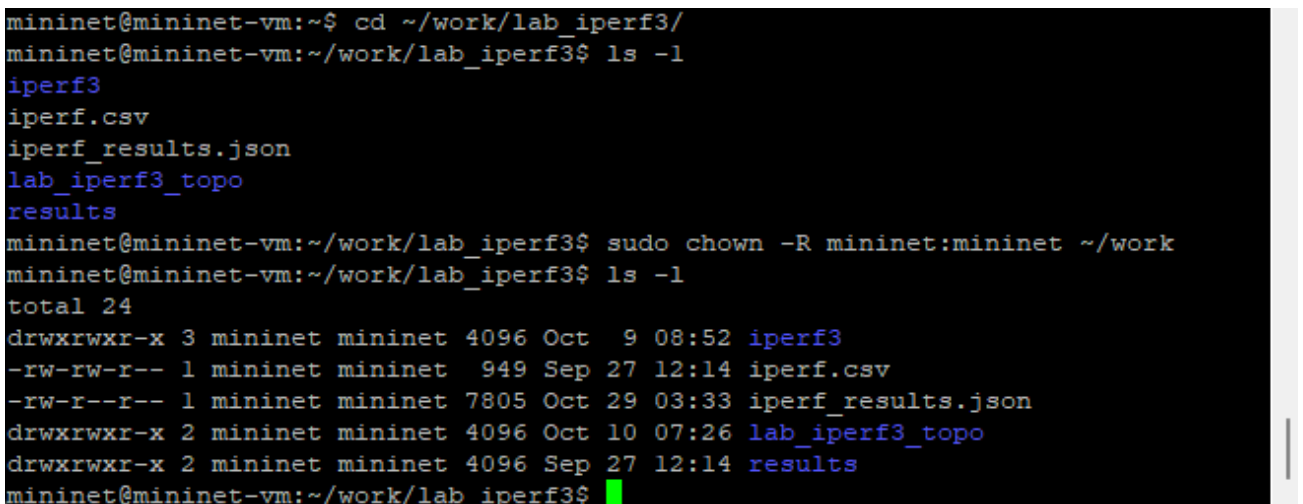 mininet@mininet-vm:~$ cd ~/work/lab_iperf3/
mininet@mininet-vm:~/work/lab_iperf3$ ls -1
iperf3
iperf.csv
iperf_results.json
lab_iperf3_topo
results
mininet@mininet-vm:~/work/lab_iperf3$ sudo chown -R mininet:mininet ~/work
mininet@mininet-vm:~/work/lab_iperf3$ ls -l
total 24
drwxrwxr-x 3 mininet mininet 4096 Oct  9 08:52 iperf3
-rw-rw-r-- 1 mininet mininet  949 Sep 27 12:14 iperf.csv
-rw-r--r-- 1 mininet mininet 7805 Oct 29 03:33 iperf_results.json
drwxrwxr-x 2 mininet mininet 4096 Oct 10 07:26 lab_iperf3_topo
drwxrwxr-x 2 mininet mininet 4096 Sep 27 12:14 results
mininet@mininet-vm:~/work/lab_iperf3$